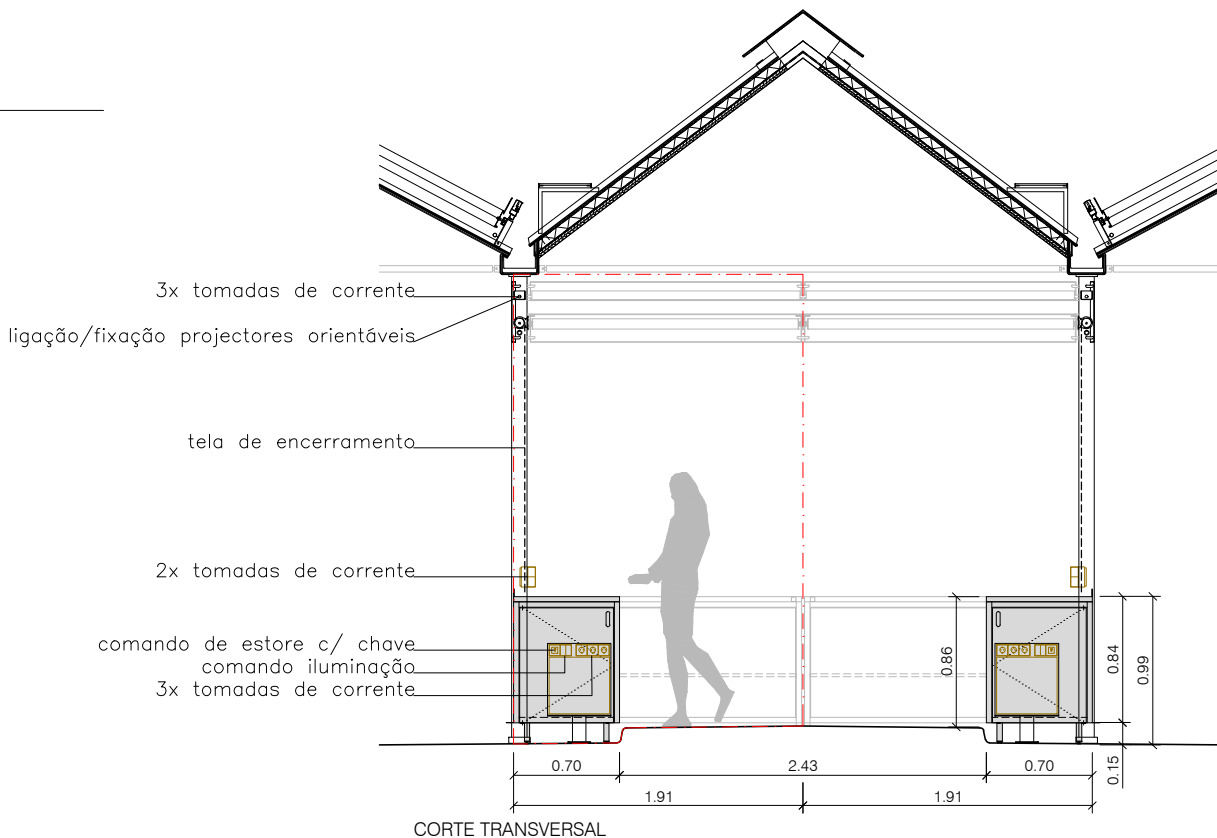 3x tomadas de corrente
ligação/fixação projectores orientáveis
tela de encerramento
2x tomadas de corrente
comando de estore c/ chave
comando iluminação
3x tomadas de corrente
0.86
0.84
0.99
0.15
0.70
2.43
0.70
1.91
1.91
CORTE TRANSVERSAL